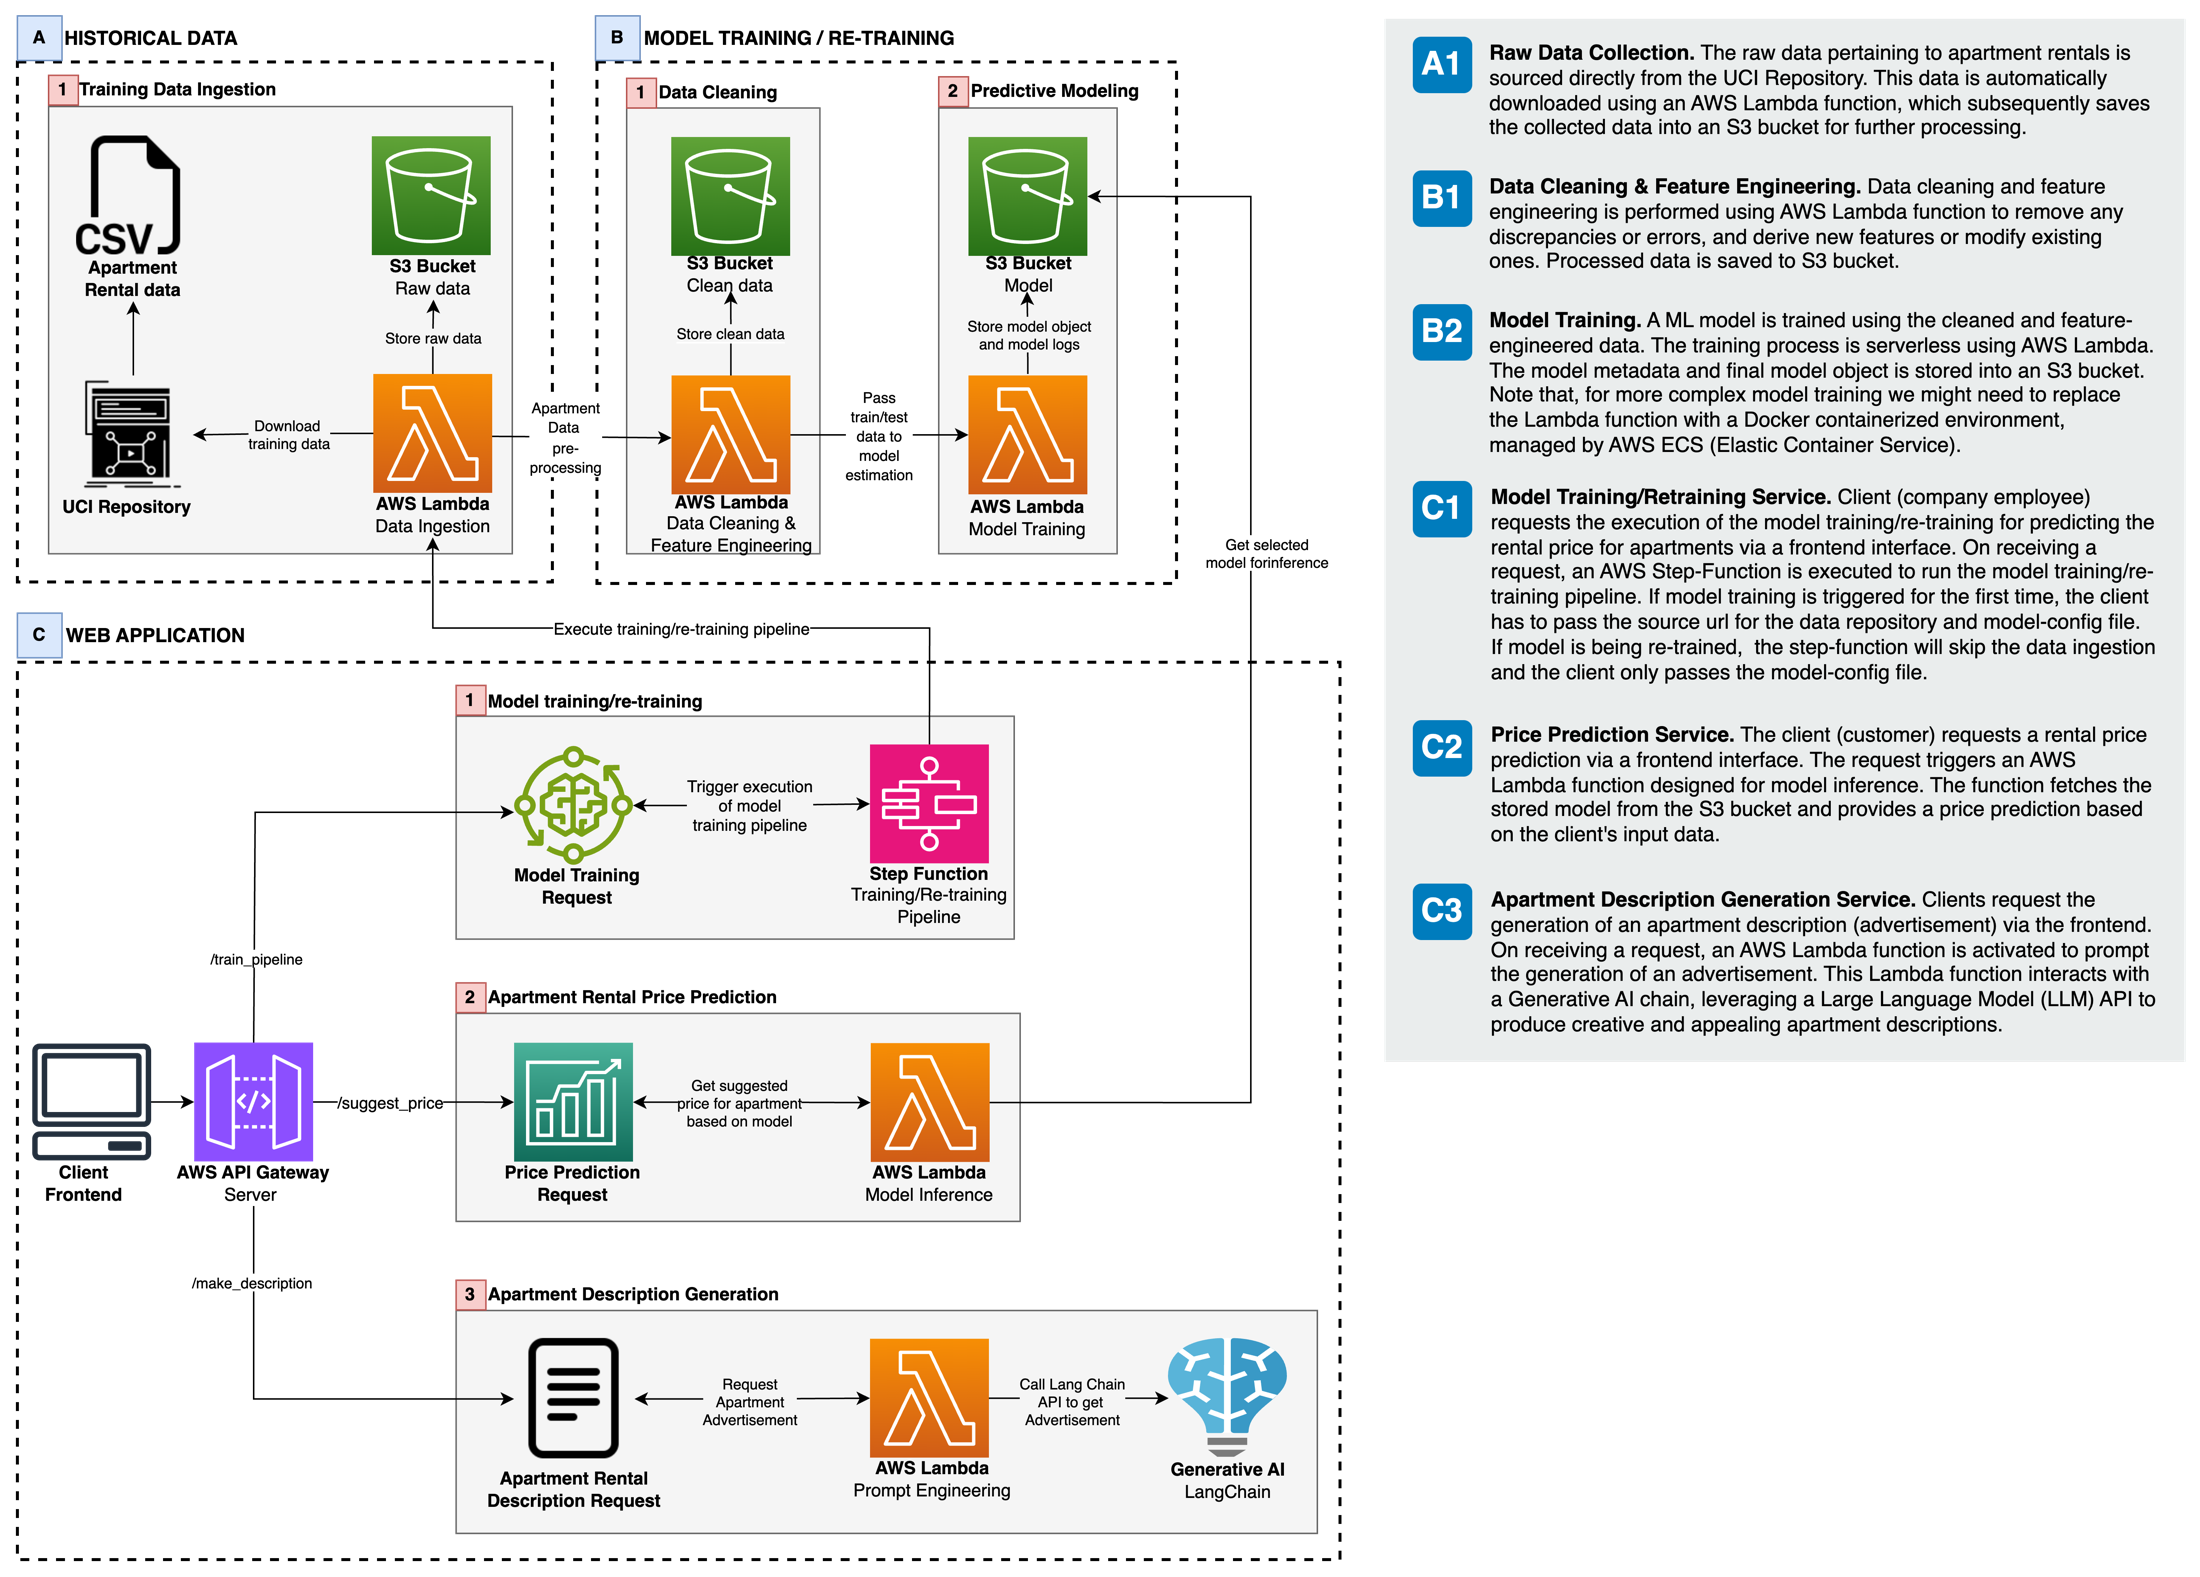 A
HISTORICAL DATA
1
Training Data Ingestion
CSV
Apartment
Rental data
S3 Bucket
Raw data
Store raw data
Download
training data
UCI Repository
AWS Lambda
Data Ingestion
Apartment
Data
pre-
processing
B
MODEL TRAINING / RE-TRAINING
1
Data Cleaning
S3 Bucket
Clean data
Store clean data
AWS Lambda
Data Cleaning &
Feature Engineering
Pass
train/test
data to
model
estimation
2
Predictive Modeling
S3 Bucket
Model
Store model object
and model logs
AWS Lambda
Model Training
Get selected
model forinference
Execute training/re-training pipeline
C
WEB APPLICATION
1
Model training/re-training
Model Training
Request
Trigger execution
of model
training pipeline
Step Function
Training/Re-training
Pipeline
/train_pipeline
2
Apartment Rental Price Prediction
Client
Frontend
AWS API Gateway
Server
/suggest_price
Price Prediction
Request
Get suggested
price for apartment
based on model
AWS Lambda
Model Inference
/make_description
3
Apartment Description Generation
Apartment Rental
Description Request
Request
Apartment
Advertisement
AWS Lambda
Prompt Engineering
Call Lang Chain
API to get
Advertisement
Generative AI
LangChain
A1
Raw Data Collection. The raw data pertaining to apartment rentals is
sourced directly from the UCI Repository. This data is automatically
downloaded using an AWS Lambda function, which subsequently saves
the collected data into an S3 bucket for further processing.
B1
Data Cleaning & Feature Engineering. Data cleaning and feature
engineering is performed using AWS Lambda function to remove any
discrepancies or errors, and derive new features or modify existing
ones. Processed data is saved to S3 bucket.
B2
Model Training. A ML model is trained using the cleaned and feature-
engineered data. The training process is serverless using AWS Lambda.
The model metadata and final model object is stored into an S3 bucket.
Note that, for more complex model training we might need to replace
the Lambda function with a Docker containerized environment,
managed by AWS ECS (Elastic Container Service).
C1
Model Training/Retraining Service. Client (company employee)
requests the execution of the model training/re-training for predicting the
rental price for apartments via a frontend interface. On receiving a
request, an AWS Step-Function is executed to run the model training/re-
training pipeline. If model training is triggered for the first time, the client
has to pass the source url for the data repository and model-config file.
If model is being re-trained, the step-function will skip the data ingestion
and the client only passes the model-config file.
C2
Price Prediction Service. The client (customer) requests a rental price
prediction via a frontend interface. The request triggers an AWS
Lambda function designed for model inference. The function fetches the
stored model from the S3 bucket and provides a price prediction based
on the client's input data.
C3
Apartment Description Generation Service. Clients request the
generation of an apartment description (advertisement) via the frontend.
On receiving a request, an AWS Lambda function is activated to prompt
the generation of an advertisement. This Lambda function interacts with
a Generative AI chain, leveraging a Large Language Model (LLM) API to
produce creative and appealing apartment descriptions.